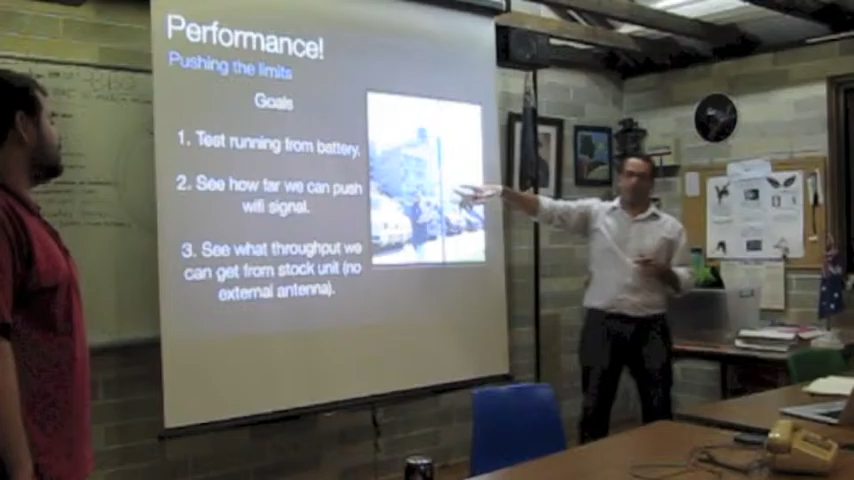 Performance!
Pushing the limits
Goals
1. Test running from battery.
2. See how far we can push
wifi signal.
3. See what throughput we
can get from stock unit (no
external antenna).